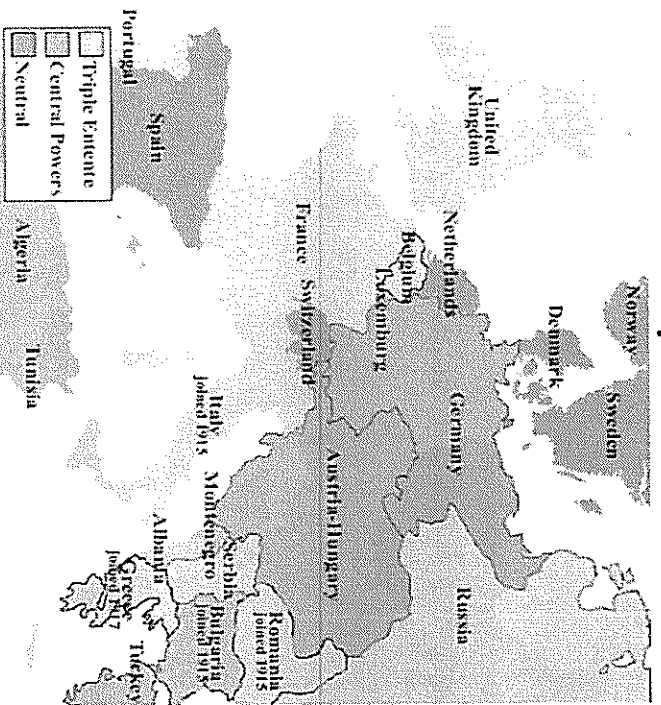 Norway
Sweden
Denmark
United
Kingdom
Netherlands
Belgium
Luxemburg
Germany
Russia
France
Switzerland
Austria-Hungary
Portugal
Spain
Italy
joined 1915
Montenegro
Serbia
Romania
joined 1915
Bulgaria
joined 1915
Albania
Greece
joined 1917
Turkey
Algeria
Tunisia
Triple Entente
Central Powers
Neutral